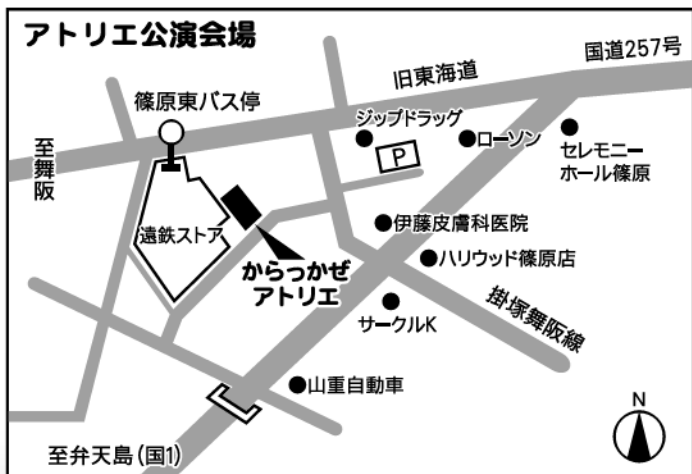 アトリエ公演会場
国道257号
旧東海道
篠原東バス停
ジップドラッグ
ローソン
セレモニー
ホール篠原
至舞阪
P
遠鉄ストア
伊藤皮膚科医院
からっかぜ
アトリエ
ハリウッド篠原店
サークルK
掛塚舞阪線
山重自動車
N
至弁天島(国1)